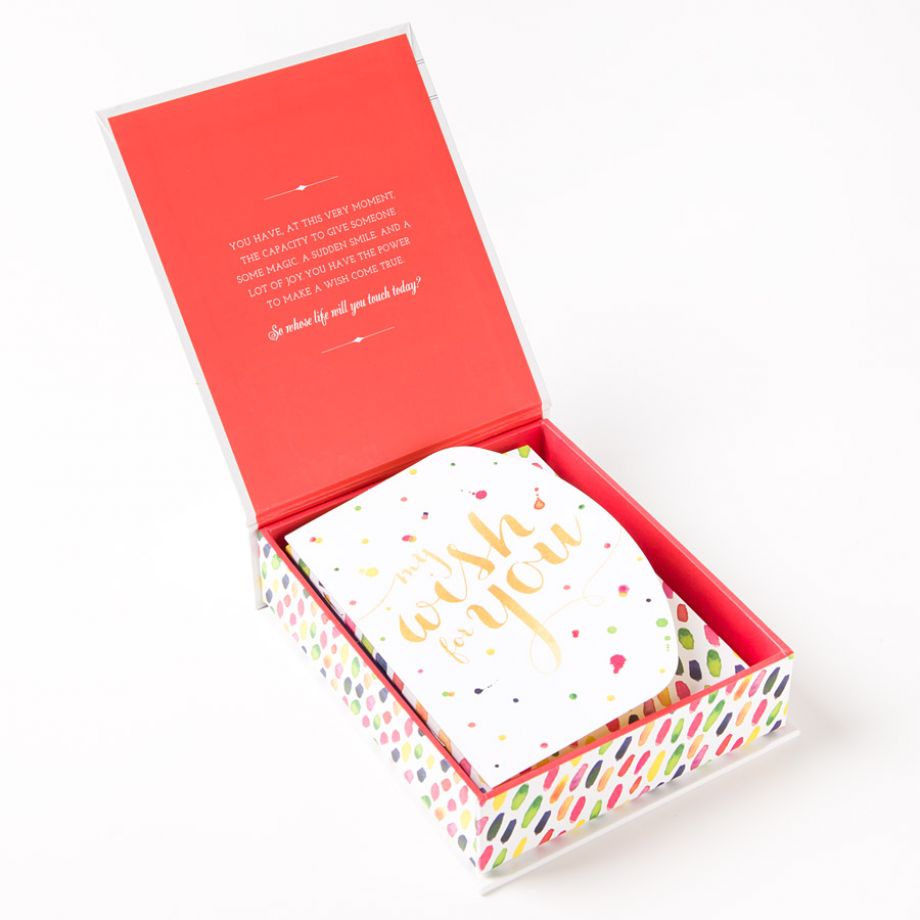 YOU HAVE, AT THIS VERY MOMENT,
THE CAPACITY TO GIVE SOMEONE
SOME MAGIC, A SUDDEN SMILE, AND A
LOT OF JOY. YOU HAVE THE POWER
TO MAKE A WISH COME TRUE.
So whose life will you touch today?
my
wish
for you